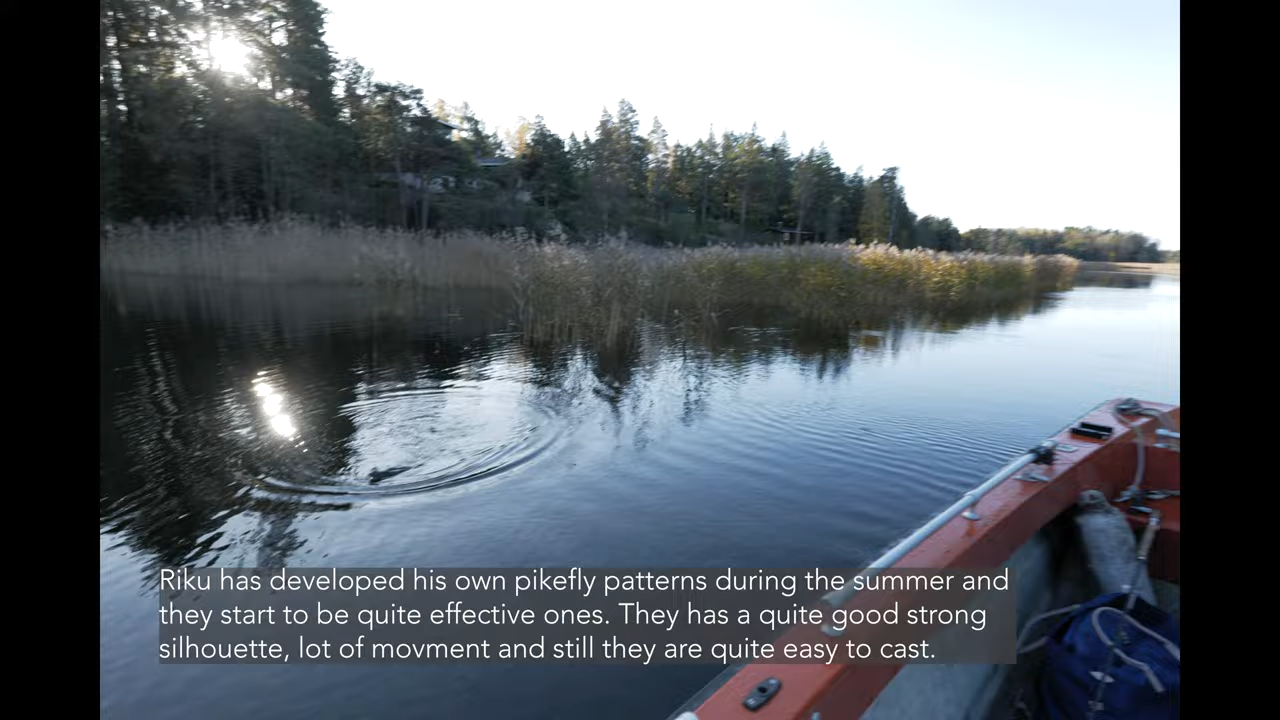 Riku has developed his own pikefly patterns during the summer and
they start to be quite effective ones. They has a quite good strong
silhouette, lot of movment and still they are quite easy to cast.